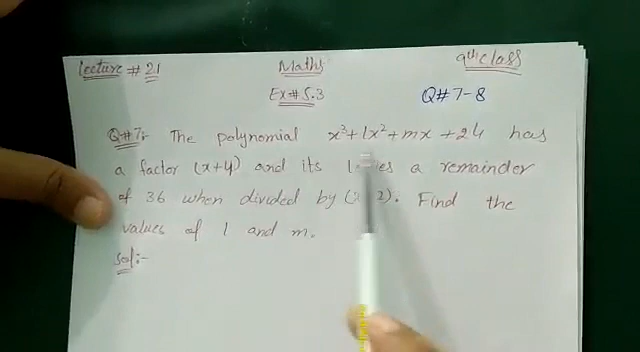 Lecture # 21 Maths 9th class
Ex # 5.3 Q# 7-8
Q#7:- The polynomial x³+lx²+mx+24 has
a factor (x+4) and its a remainder
of 36 when divided by (x-2). Find the
values of l and m.
Sol:-